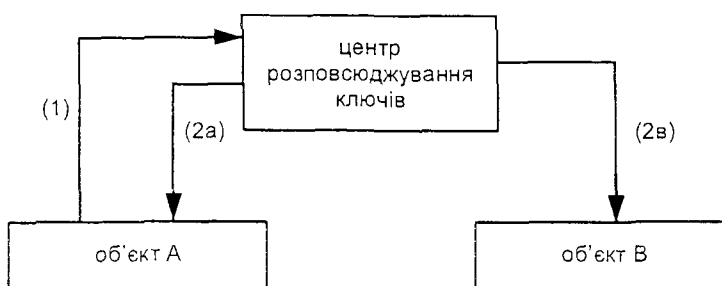 центр
розповсюджування
ключів
(1)
(2а)
(2в)
об'єкт А
об'єкт В